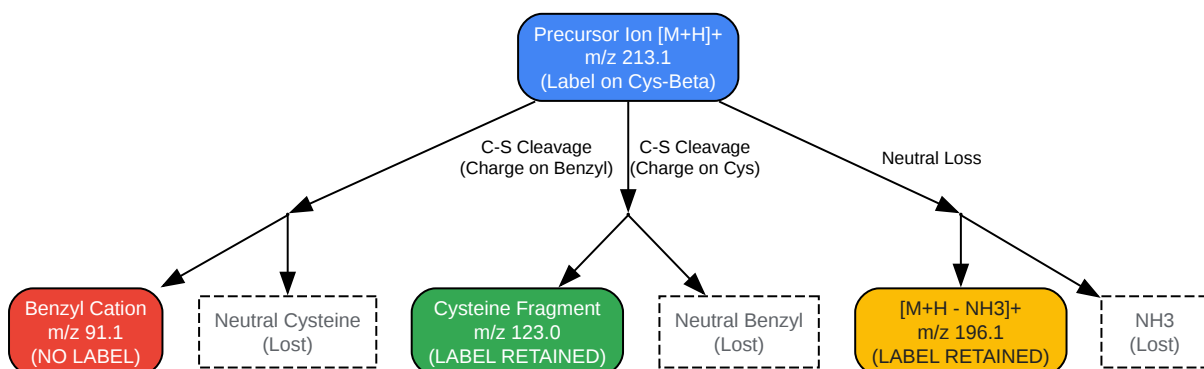 Precursor Ion [M+H]+
m/z 213.1
(Label on Cys-Beta)
C-S Cleavage
(Charge on Benzyl)
C-S Cleavage
(Charge on Cys)
Neutral Loss
Benzyl Cation
m/z 91.1
(NO LABEL)
Neutral Cysteine
(Lost)
Cysteine Fragment
m/z 123.0
(LABEL RETAINED)
Neutral Benzyl
(Lost)
[M+H - NH3]+
m/z 196.1
(LABEL RETAINED)
NH3
(Lost)